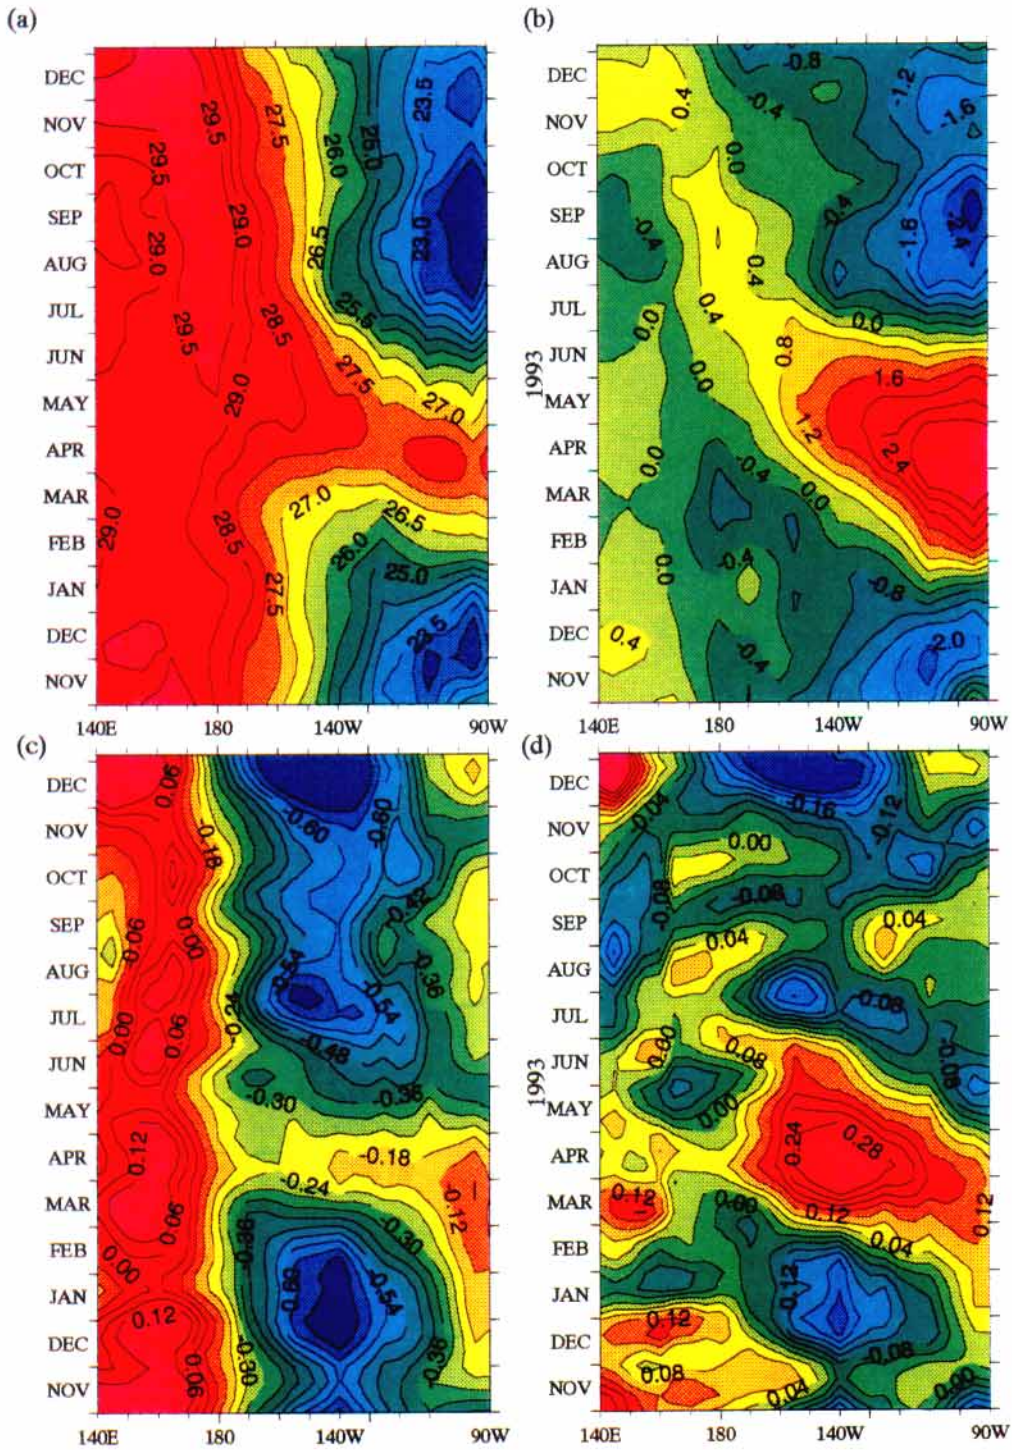 (a)
(b)
DEC
NOV
OCT
SEP
AUG
JUL
JUN
MAY
APR
MAR
FEB
JAN
DEC
NOV
29.5
27.5
26.0
25.0
23.5
29.5
29.0
29.0
26.5
23.0
29.5
28.5
25.5
29.0
27.5
27.0
29.0
28.5
27.0
26.5
26.0
25.0
27.5
23.5
140E
180
140W
90W
DEC
NOV
OCT
SEP
AUG
JUL
JUN
1993
MAY
APR
MAR
FEB
JAN
DEC
NOV
0.4
-0.4
-0.8
-1.2
-1.6
0.0
-0.4
-0.4
-1.6
-2.4
0.4
0.4
0.0
0.0
0.8
0.0
1.6
1.2
2.4
0.0
-0.4
0.0
0.0
-0.4
-0.8
0.4
-0.4
-2.0
140E
180
140W
90W
(c)
(d)
DEC
NOV
OCT
SEP
AUG
JUL
JUN
MAY
APR
MAR
FEB
JAN
DEC
NOV
0.06
-0.18
-0.60
-0.60
-0.06
0.00
-0.42
-0.36
-0.54
-0.54
-0.24
0.00
0.06
-0.48
-0.30
-0.36
0.12
-0.18
-0.24
-0.12
0.06
-0.30
-0.36
0.00
-0.54
0.12
-0.36
-0.30
0.06
140E
180
140W
90W
DEC
NOV
OCT
SEP
AUG
JUL
JUN
1993
MAY
APR
MAR
FEB
JAN
DEC
NOV
-0.04
-0.16
-0.12
0.00
-0.08
-0.08
0.04
0.04
-0.08
0.00
0.08
-0.08
0.00
0.24
0.28
0.12
0.00
0.12
0.12
0.04
0.12
-0.08
0.08
0.04
0.00
140E
180
140W
90W